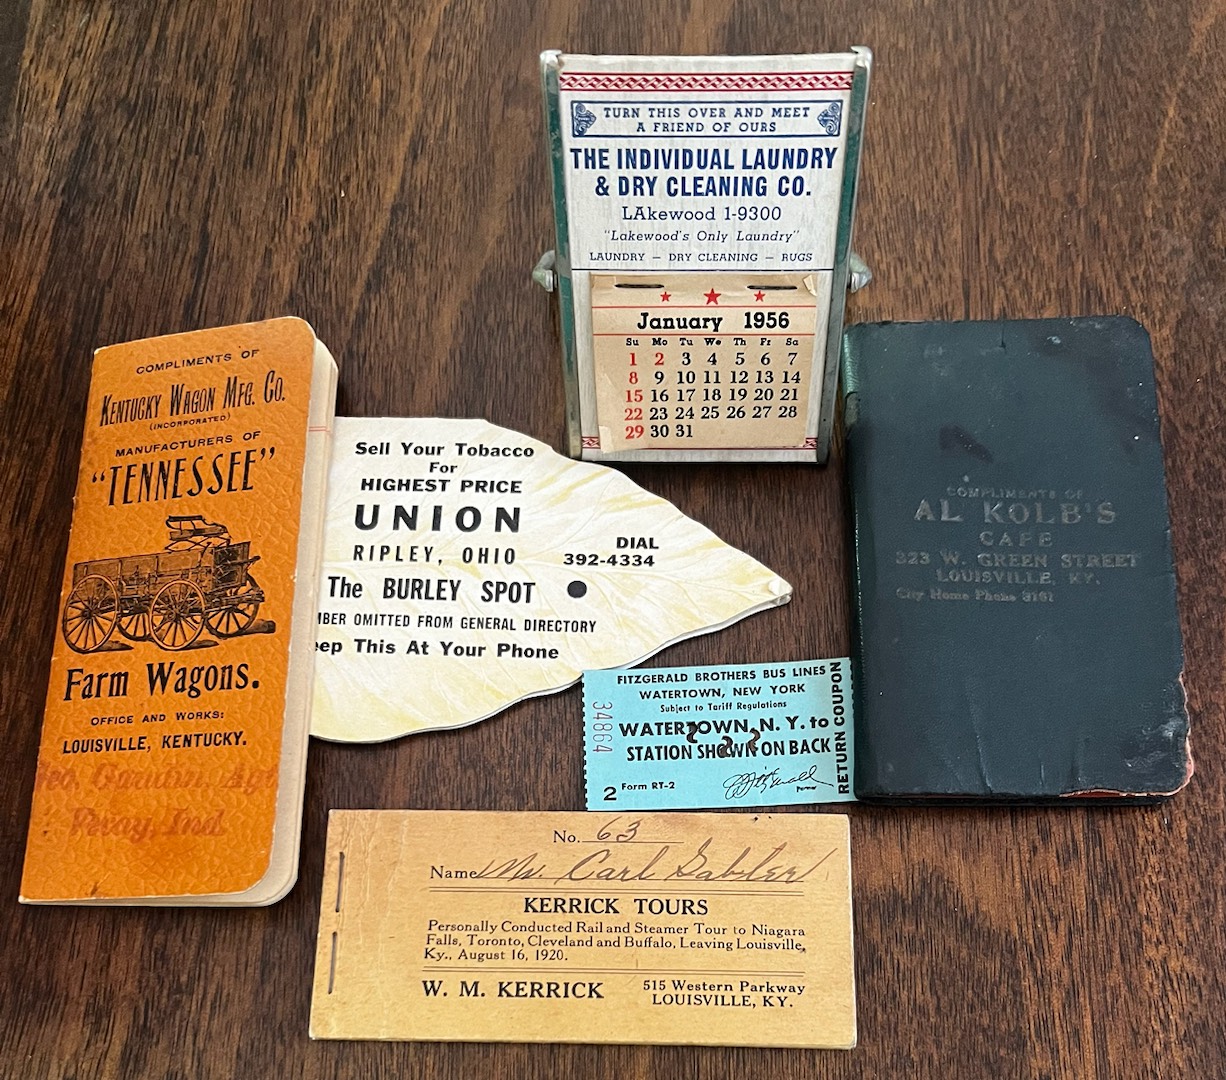 TURN THIS OVER AND MEET
A FRIEND OF OURS
THE INDIVIDUAL LAUNDRY
& DRY CLEANING CO.
LAkewood 1-9300
"Lakewood's Only Laundry"
LAUNDRY — DRY CLEANING — RUGS
January 1956
Su Mo Tu We Th Fr Sa
1 2 3 4 5 6 7
8 9 10 11 12 13 14
15 16 17 18 19 20 21
22 23 24 25 26 27 28
29 30 31
COMPLIMENTS OF
KENTUCKY WAGON MFG. CO.
(INCORPORATED)
MANUFACTURERS OF
"TENNESSEE"
Farm Wagons.
OFFICE AND WORKS:
LOUISVILLE, KENTUCKY.
Agt
Ind.
Sell Your Tobacco
For
HIGHEST PRICE
UNION
RIPLEY, OHIO
DIAL
392-4334
The BURLEY SPOT
BER OMITTED FROM GENERAL DIRECTORY
eep This At Your Phone
COMPLIMENTS OF
AL KOLB'S
CAFE
323 W. GREEN STREET
LOUISVILLE, KY.
City Home Phone 3181
FITZGERALD BROTHERS BUS LINES
WATERTOWN, NEW YORK
Subject to Tariff Regulations
WATERTOWN, N. Y. to
STATION SHOWN ON BACK
2 Form RT-2
34864
RETURN COUPON
No. 63
Name Mr. Carl
KERRICK TOURS
Personally Conducted Rail and Steamer Tour to Niagara
Falls, Toronto, Cleveland and Buffalo, Leaving Louisville,
Ky., August 16, 1920.
W. M. KERRICK
515 Western Parkway
LOUISVILLE, KY.